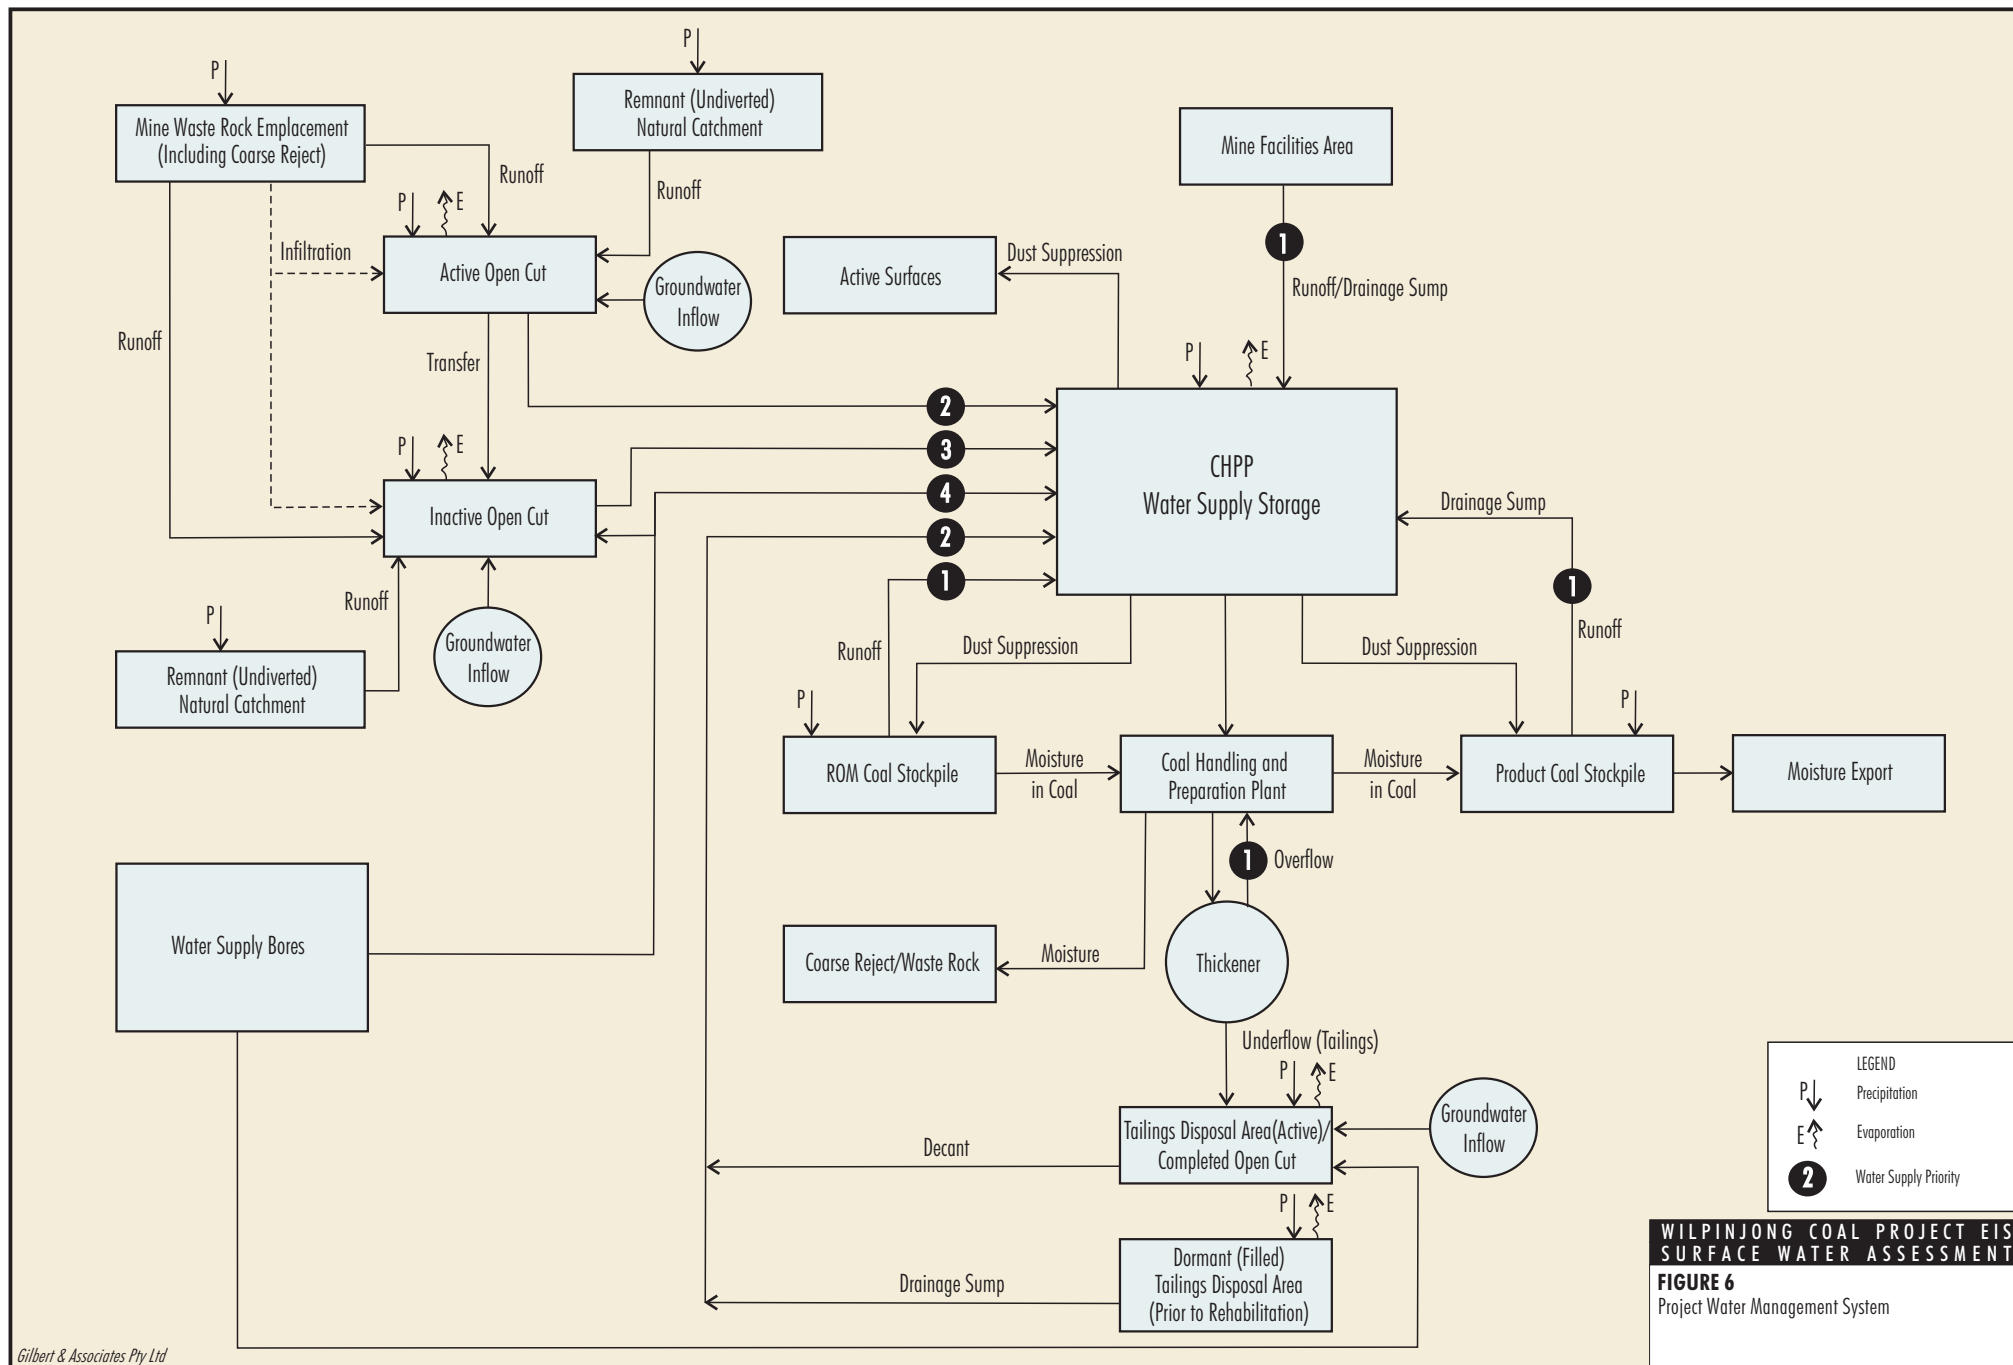 P
P
Mine Waste Rock Emplacement
(Including Coarse Reject)
Remnant (Undiverted)
Natural Catchment
Mine Facilities Area
Runoff
Runoff
P
E
Infiltration
Active Open Cut
Groundwater
Inflow
Active Surfaces
Dust Suppression
1
Runoff/Drainage Sump
Runoff
Transfer
P
E
2
3
4
2
1
CHPP
Water Supply Storage
P
E
Inactive Open Cut
Drainage Sump
1
Runoff
Runoff
P
Remnant (Undiverted)
Natural Catchment
Groundwater
Inflow
Runoff
Dust Suppression
Dust Suppression
P
P
ROM Coal Stockpile
Moisture
in Coal
Coal Handling and
Preparation Plant
Moisture
in Coal
Product Coal Stockpile
Moisture Export
1
Overflow
Water Supply Bores
Coarse Reject/Waste Rock
Moisture
Thickener
Underflow (Tailings)
P
E
Tailings Disposal Area(Active)/
Completed Open Cut
Groundwater
Inflow
Decant
P
E
Dormant (Filled)
Tailings Disposal Area
(Prior to Rehabilitation)
Drainage Sump
LEGEND
P
Precipitation
E
Evaporation
2
Water Supply Priority
WILPINJONG COAL PROJECT EIS
SURFACE WATER ASSESSMENT
FIGURE 6
Project Water Management System
Gilbert & Associates Pty Ltd